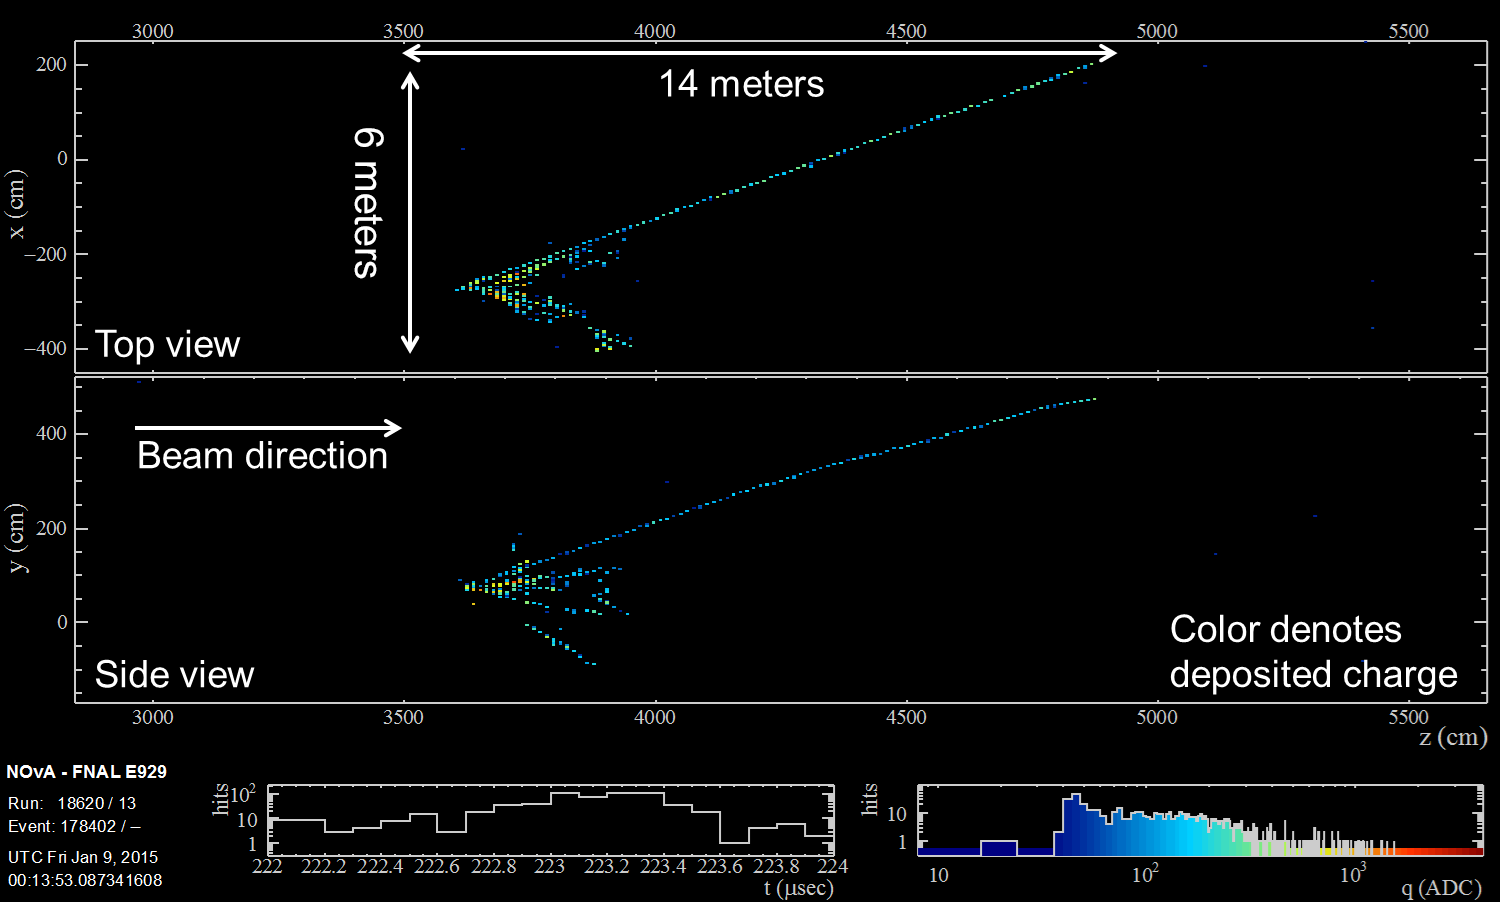 3000 3500 4000 4500 5000 5500
14 meters
6 meters
200
0
−200
−400
x (cm)
Top view
Beam direction
400
200
0
y (cm)
Side view
Color denotes
deposited charge
3000 3500 4000 4500 5000 5500
z (cm)
NOvA - FNAL E929
Run: 18620 / 13
Event: 178402 / --
UTC Fri Jan 9, 2015
00:13:53.087341608
hits
10²
10
1
222 222.2 222.4 222.6 222.8 223 223.2 223.4 223.6 223.8 224
t (μsec)
hits
10
1
10 10² 10³
q (ADC)